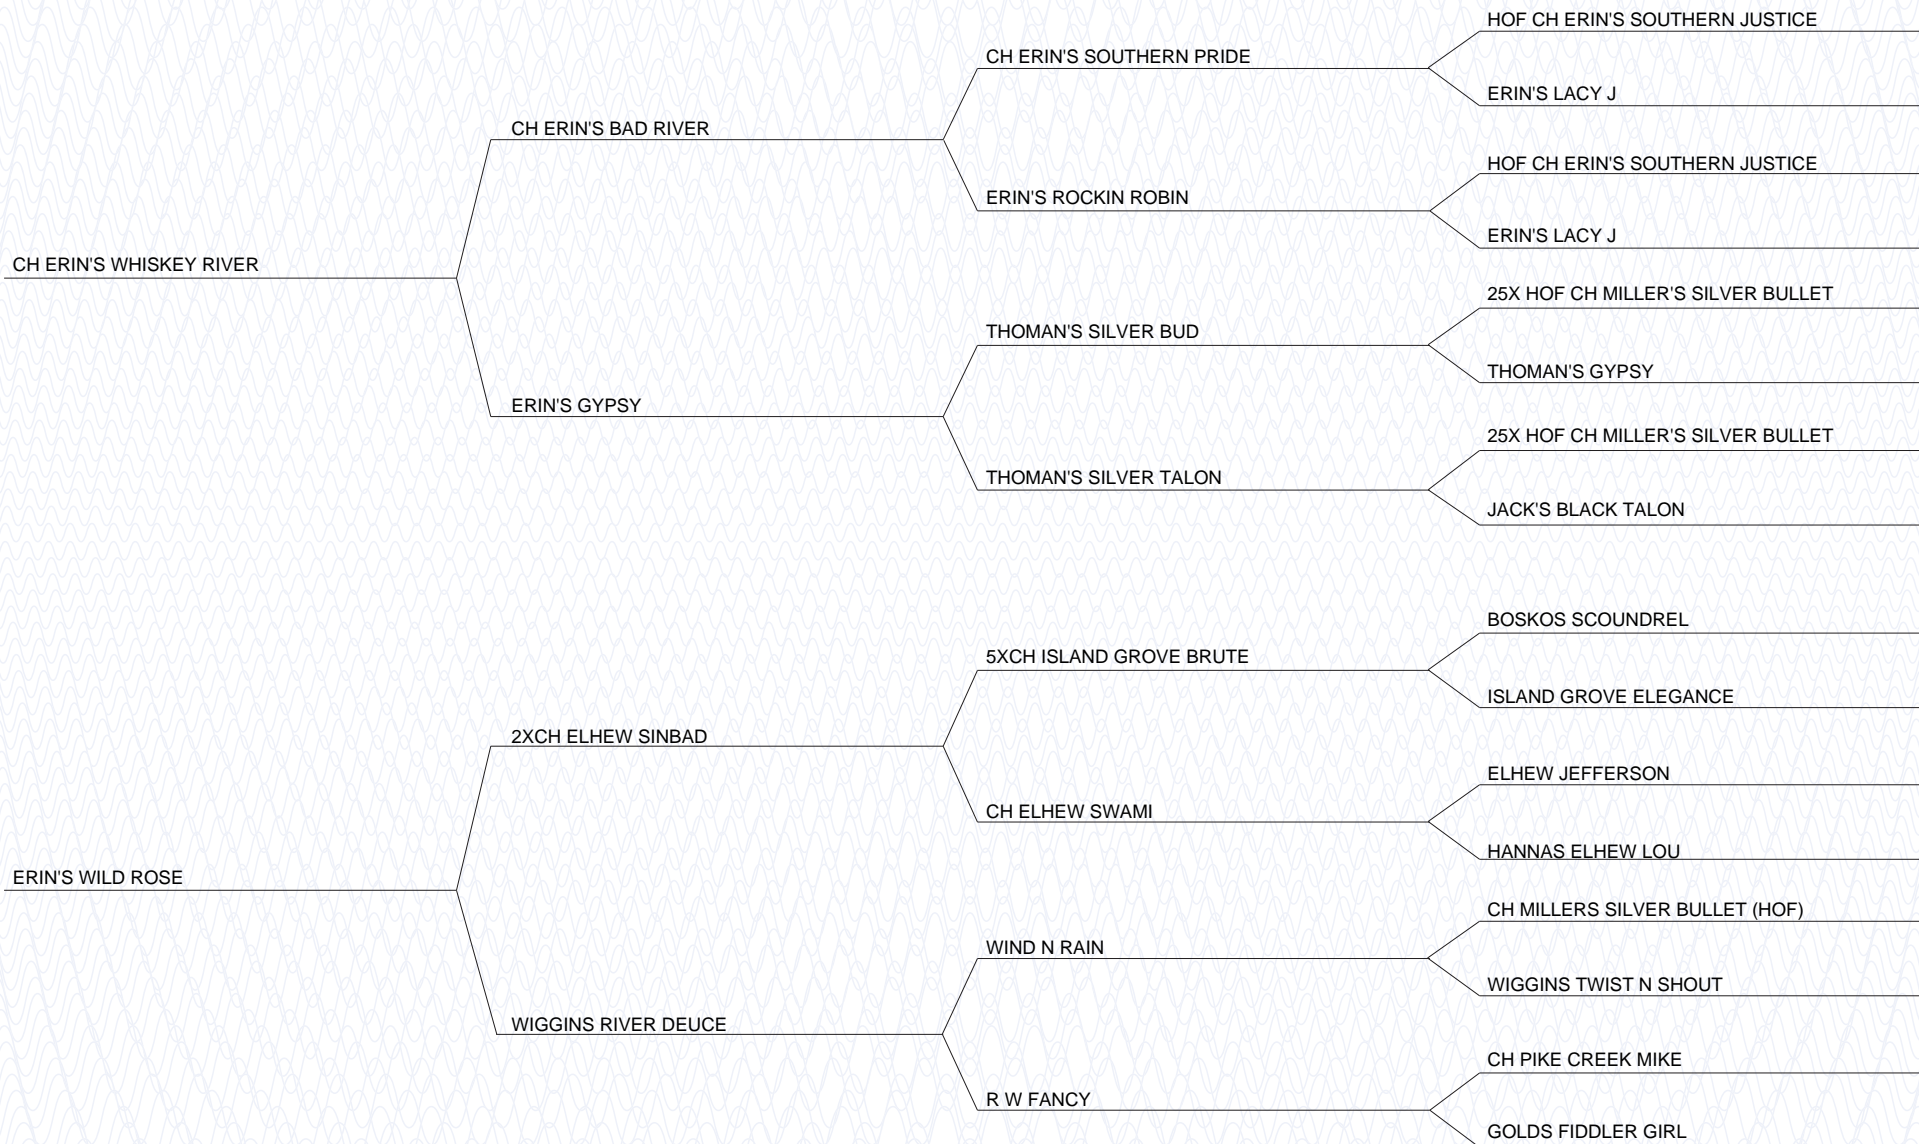 HOF CH ERIN'S SOUTHERN JUSTICE
CH ERIN'S SOUTHERN PRIDE
ERIN'S LACY J
CH ERIN'S BAD RIVER
HOF CH ERIN'S SOUTHERN JUSTICE
ERIN'S ROCKIN ROBIN
ERIN'S LACY J
CH ERIN'S WHISKEY RIVER
25X HOF CH MILLER'S SILVER BULLET
THOMAN'S SILVER BUD
THOMAN'S GYPSY
ERIN'S GYPSY
25X HOF CH MILLER'S SILVER BULLET
THOMAN'S SILVER TALON
JACK'S BLACK TALON
BOSKOS SCOUNDREL
5XCH ISLAND GROVE BRUTE
ISLAND GROVE ELEGANCE
2XCH ELHEW SINBAD
ELHEW JEFFERSON
CH ELHEW SWAMI
HANNAS ELHEW LOU
ERIN'S WILD ROSE
CH MILLERS SILVER BULLET (HOF)
WIND N RAIN
WIGGINS TWIST N SHOUT
WIGGINS RIVER DEUCE
CH PIKE CREEK MIKE
R W FANCY
GOLDS FIDDLER GIRL